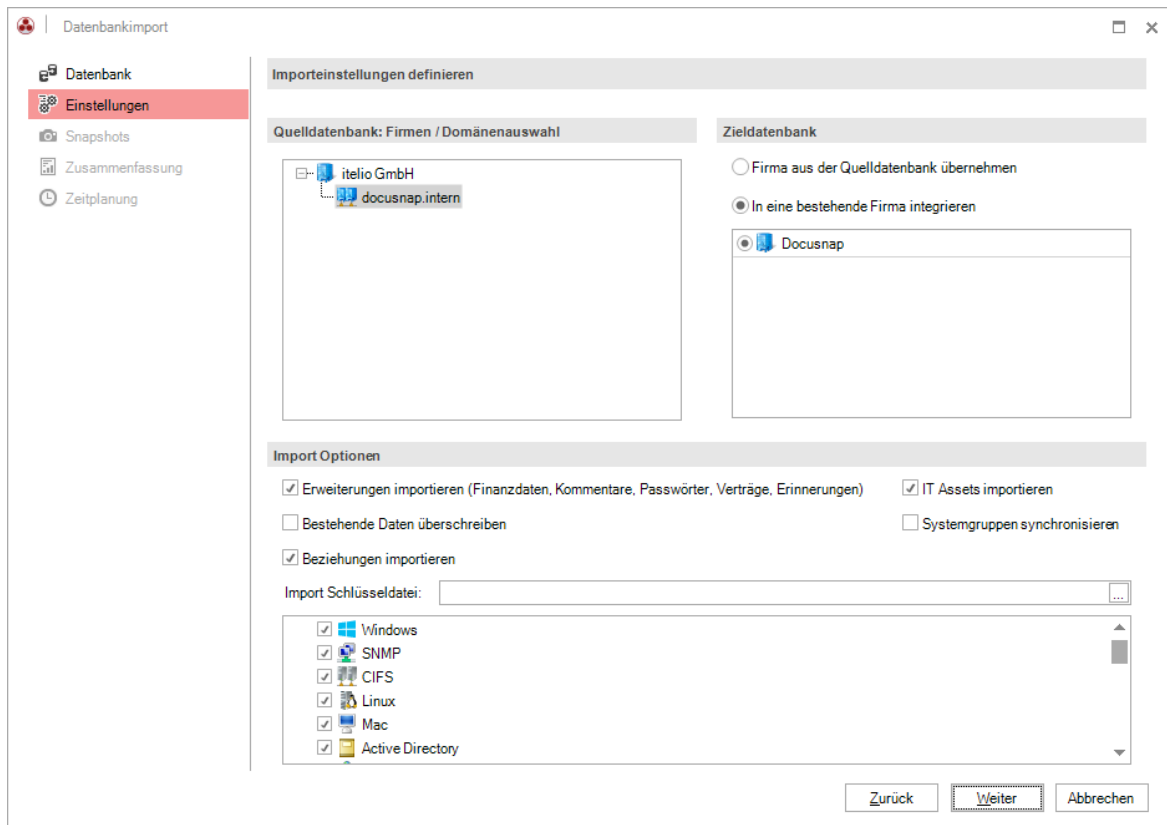 Datenbankimport
Datenbank
Einstellungen
Snapshots
Zusammenfassung
Zeitplanung
Importeinstellungen definieren
Quelldatenbank: Firmen / Domänenauswahl
itelio GmbH
docusnap.intern
Zieldatenbank
Firma aus der Quelldatenbank übernehmen
In eine bestehende Firma integrieren
Docusnap
Import Optionen
Erweiterungen importieren (Finanzdaten, Kommentare, Passwörter, Verträge, Erinnerungen)
IT Assets importieren
Bestehende Daten überschreiben
Systemgruppen synchronisieren
Beziehungen importieren
Import Schlüsseldatei:
...
Windows
SNMP
CIFS
Linux
Mac
Active Directory
Zurück
Weiter
Abbrechen